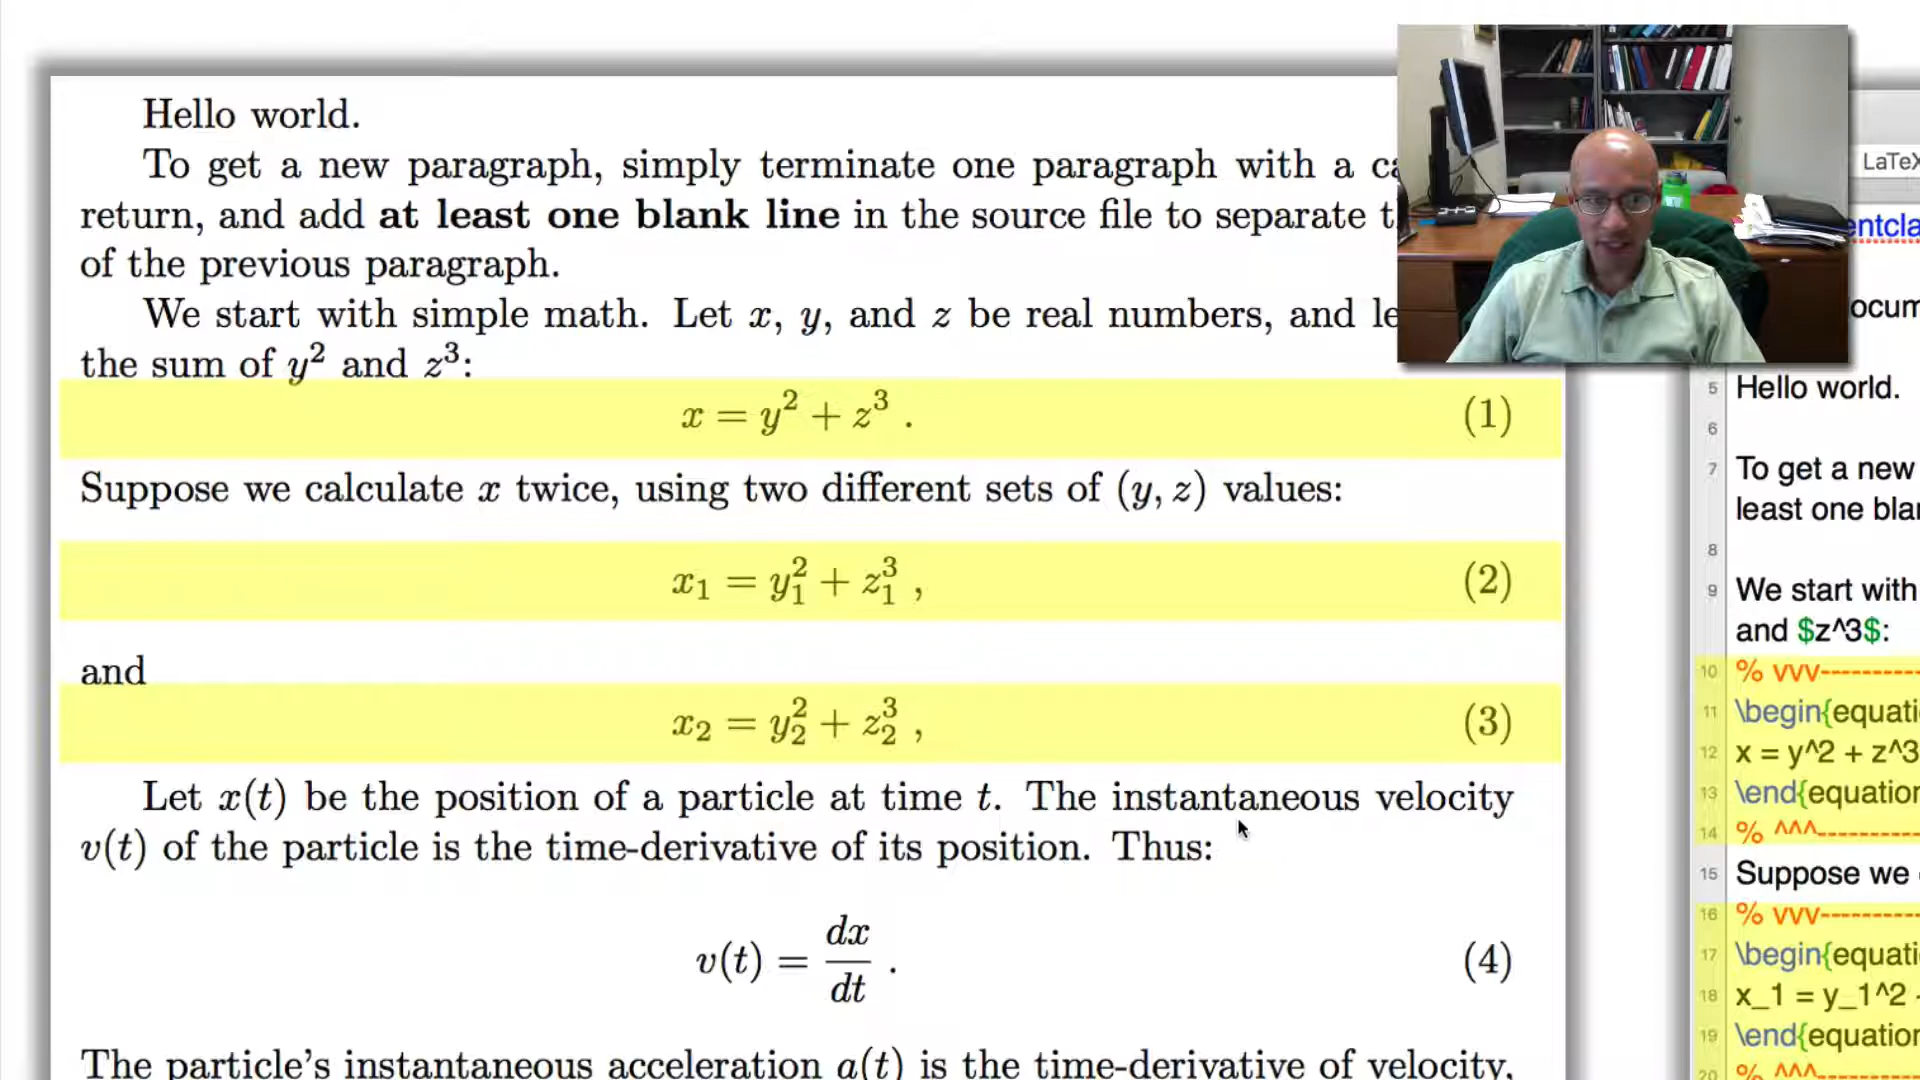 Hello world.
To get a new paragraph, simply terminate one paragraph with a
return, and add at least one blank line in the source file to separate
of the previous paragraph.
We start with simple math. Let x, y, and z be real numbers, and
the sum of y² and z³:
x = y² + z³ . (1)
Suppose we calculate x twice, using two different sets of (y, z) values:
x₁ = y₁² + z₁³ , (2)
and
x₂ = y₂² + z₂³ , (3)
Let x(t) be the position of a particle at time t. The instantaneous velocity
v(t) of the particle is the time-derivative of its position. Thus:
v(t) = dx/dt . (4)
The particle's instantaneous acceleration a(t) is the time-derivative of velocity,
LaTeX
entcla
ocum
5 Hello world.
6
7 To get a new
least one blan
8
9 We start with
and $z^3$:
10 % vvv--------
11 \begin{equati
12 x = y^2 + z^3
13 \end{equation
14 % ^^^--------
15 Suppose we
16 % vvv--------
17 \begin{equati
18 x_1 = y_1^2
19 \end{equation
20 % ^^^--------